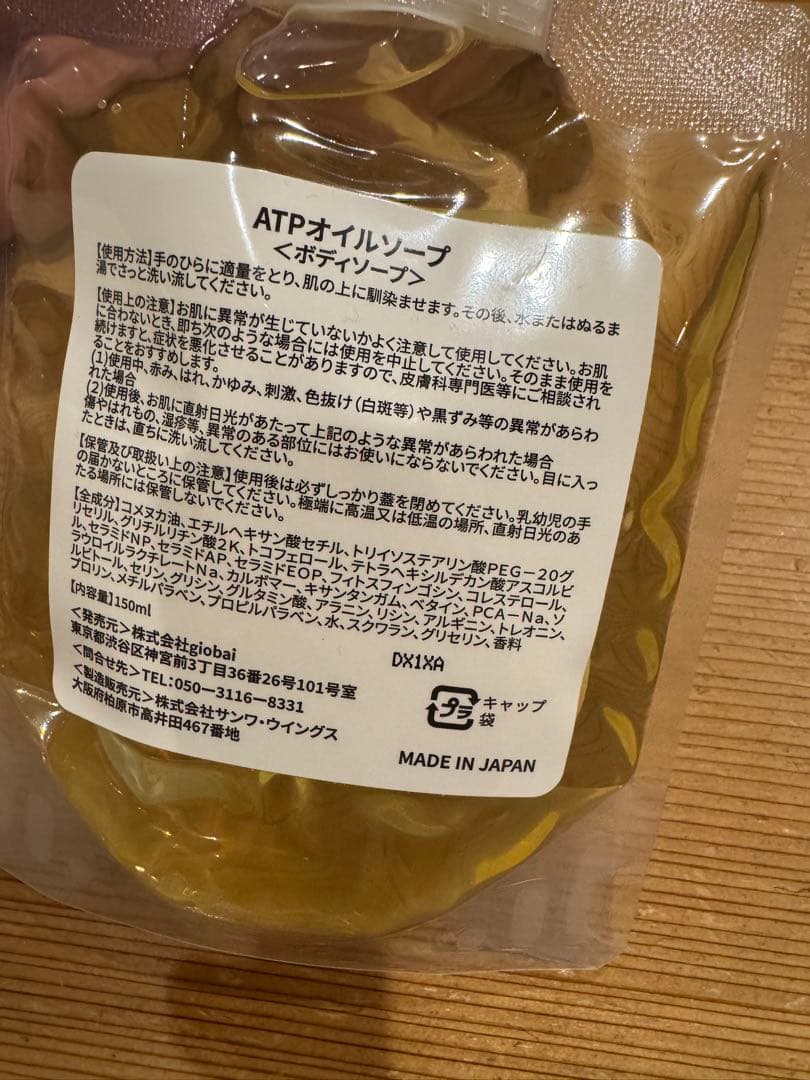 ATPオイルソープ
<ボディソープ>
【使用方法】手のひらに適量をとり、肌の上に馴染ませます。その後、水またはぬるま
湯でさっと洗い流してください。
【使用上の注意】お肌に異常が生じていないかよく注意して使用してください。お肌
に合わないとき、即ち次のような場合には使用を中止してください。そのまま使用を
続けますと、症状を悪化させることがありますので、皮膚科専門医等にご相談され
ることをおすすめします。
(1)使用中、赤み、はれ、かゆみ、刺激、色抜け(白斑等)や黒ずみ等の異常があらわ
れた場合
(2)使用後、お肌に直射日光があたって上記のような異常があらわれた場合
傷やはれもの、湿疹等、異常のある部位にはお使いにならないでください。目に入っ
たときは、直ちに洗い流してください。
【保管及び取扱い上の注意】使用後は必ずしっかり蓋を閉めてください。乳幼児の手
の届かないところに保管してください。極端に高温又は低温の場所、直射日光のあ
たる場所には保管しないでください。
【全成分】コメヌカ油、エチルヘキサン酸セチル、トリイソステアリン酸PEG-20グ
リセリル、グリチルリチン酸2K、トコフェロール、テトラヘキシルデカン酸アスコルビ
ル、セラミドNP、セラミドAP、セラミドEOP、フィトスフィンゴシン、コレステロール、
ラウロイルラクチレートNa、カルボマー、キサンタンガム、ベタイン、PCA-Na、ソ
ルビトール、セリン、グリシン、グルタミン酸、アラニン、リシン、アルギニン、トレオニン、
プロリン、メチルパラベン、プロピルパラベン、水、スクワラン、グリセリン、香料
【内容量】150ml
<発売元>株式会社giobai
東京都渋谷区神宮前3丁目36番26号101号室
<問合せ先>TEL:050ー3116ー8331
<製造販売元>株式会社サンワ・ウイングス
大阪府柏原市高井田467番地
DX1XA
プラ
キャップ
袋
MADE IN JAPAN